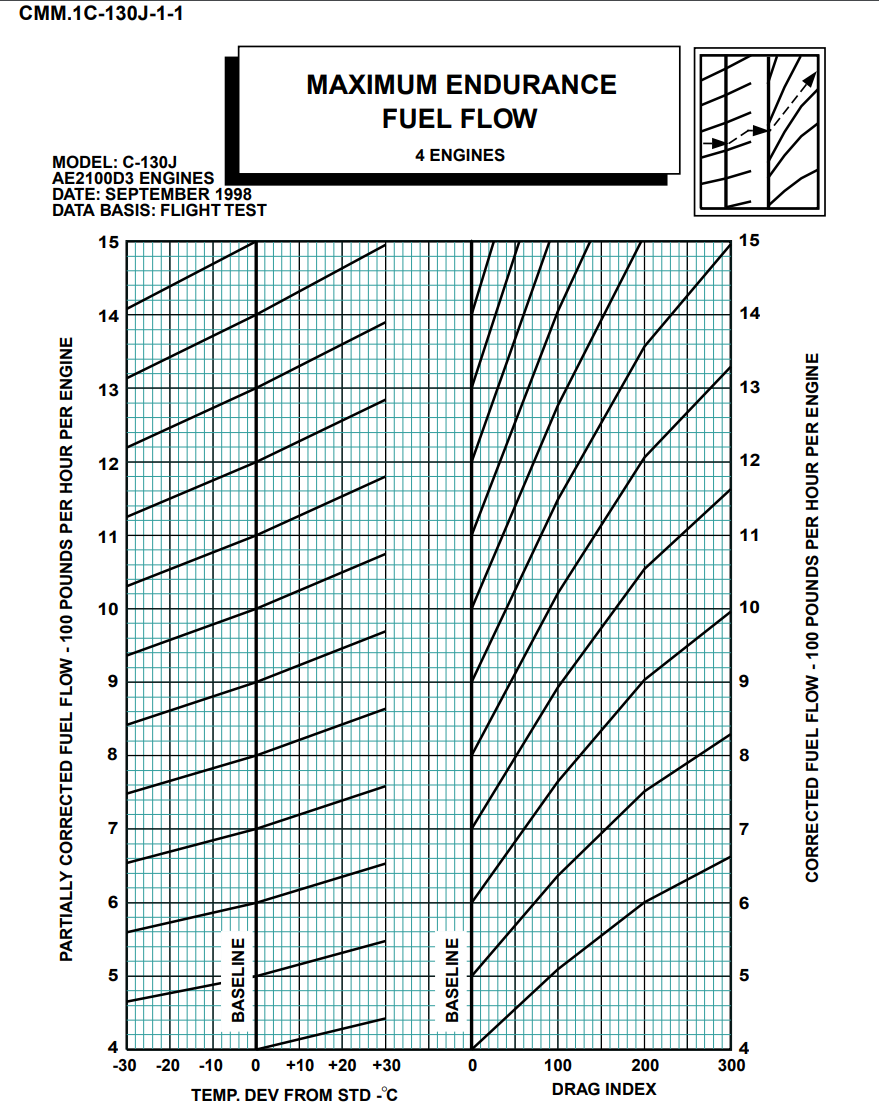 CMM.1C-130J-1-1
MAXIMUM ENDURANCE
FUEL FLOW
4 ENGINES
MODEL: C-130J
AE2100D3 ENGINES
DATE: SEPTEMBER 1998
DATA BASIS: FLIGHT TEST
PARTIALLY CORRECTED FUEL FLOW - 100 POUNDS PER HOUR PER ENGINE
15
14
13
12
11
10
9
8
7
6
5
4
BASELINE
BASELINE
15
14
13
12
11
10
9
8
7
6
5
4
CORRECTED FUEL FLOW - 100 POUNDS PER HOUR PER ENGINE
-30 -20 -10 0 +10 +20 +30
0 100 200 300
TEMP. DEV FROM STD -°C
DRAG INDEX